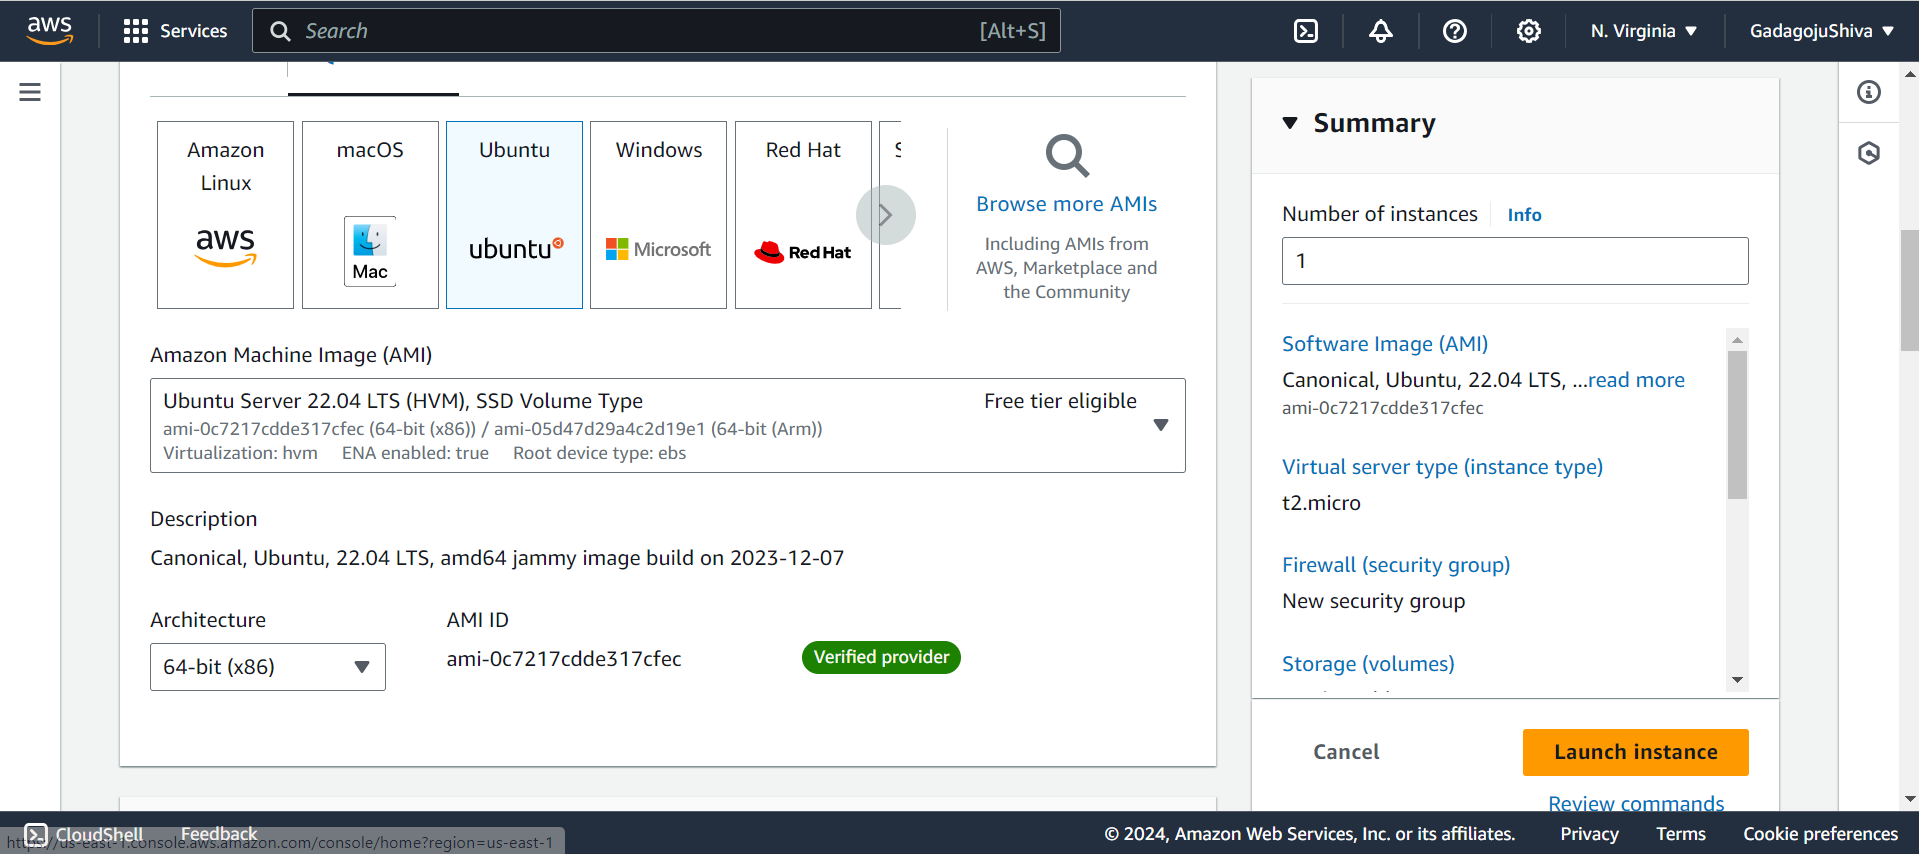 aws
Services
Search
[Alt+S]
N. Virginia
GadagojuShiva
Amazon
Linux
aws
macOS
Mac
Ubuntu
ubuntu
Windows
Microsoft
Red Hat
Red Hat
Browse more AMIs
Including AMIs from
AWS, Marketplace and
the Community
Amazon Machine Image (AMI)
Ubuntu Server 22.04 LTS (HVM), SSD Volume Type
Free tier eligible
ami-0c7217cdde317cfec (64-bit (x86)) / ami-05d47d29a4c2d19e1 (64-bit (Arm))
Virtualization: hvm ENA enabled: true Root device type: ebs
Description
Canonical, Ubuntu, 22.04 LTS, amd64 jammy image build on 2023-12-07
Architecture
64-bit (x86)
AMI ID
ami-0c7217cdde317cfec
Verified provider
Summary
Number of instances
Info
1
Software Image (AMI)
Canonical, Ubuntu, 22.04 LTS, ...read more
ami-0c7217cdde317cfec
Virtual server type (instance type)
t2.micro
Firewall (security group)
New security group
Storage (volumes)
Cancel
Launch instance
Review commands
CloudShell
Feedback
© 2024, Amazon Web Services, Inc. or its affiliates.
Privacy
Terms
Cookie preferences
https://us-east-1.console.aws.amazon.com/console/home?region=us-east-1